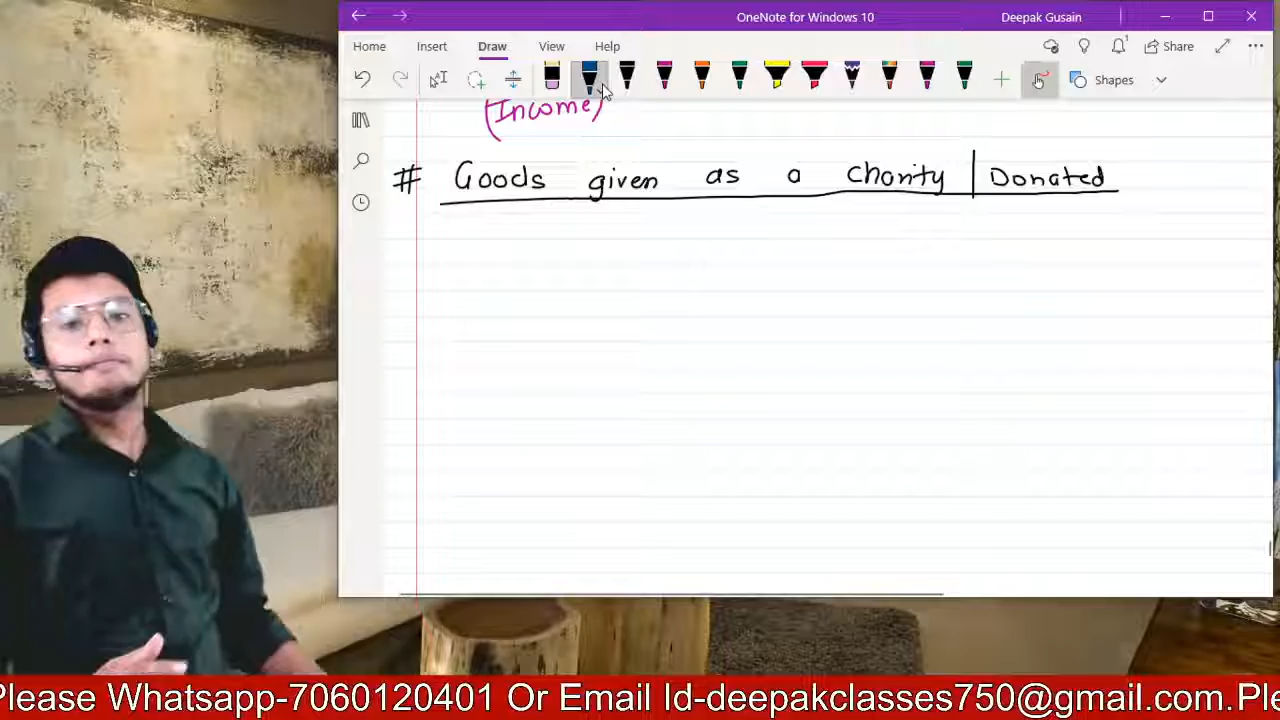 OneNote for Windows 10
Deepak Gusain
Home Insert Draw View Help
Share
Shapes
(Income)
# Goods given as a charity | Donated
Please Whatsapp-7060120401 Or Email Id-deepakclasses750@gmail.com.Ple